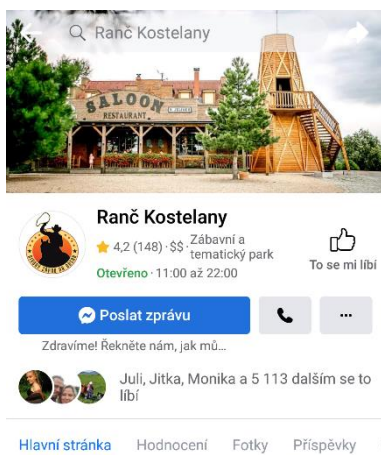 Ranč Kostelany
SALOON
RESTAURANT
Ranč Kostelany
4,2 (148) · $$ · Zábavní a
tematický park
Otevřeno · 11:00 až 22:00
To se mi líbí
Poslat zprávu
Zdravíme! Řekněte nám, jak mů...
Juli, Jitka, Monika a 5 113 dalším se to
líbí
Hlavní stránka Hodnocení Fotky Příspěvky